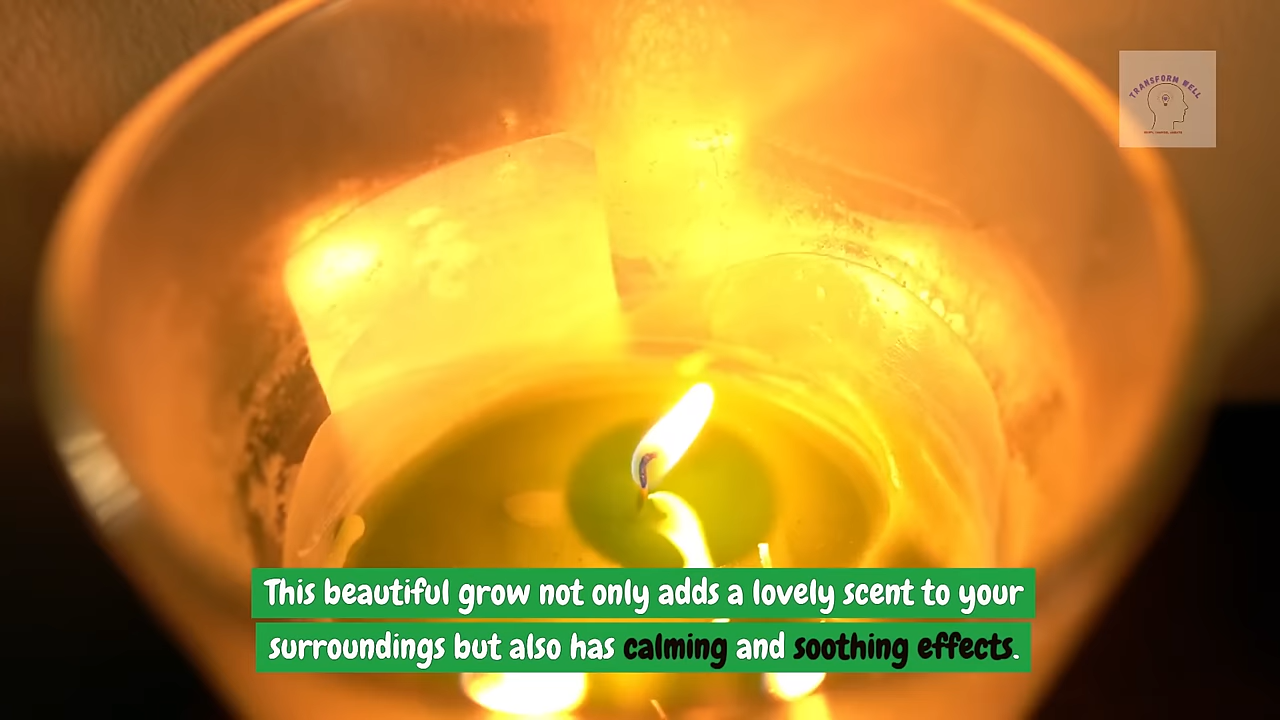 TRANSFORM WELL
This beautiful grow not only adds a lovely scent to your
surroundings but also has calming and soothing effects.